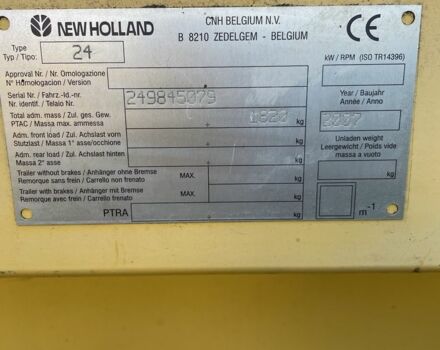 NEW HOLLAND
CNH BELGIUM N.V.
B 8210 ZEDELGEM - BELGIUM
CE
Type
Typ / Tipo: 24
kW / RPM (ISO TR14396)
Approval Nr. / Nr. Omologazione
N° Homologacion / Version
Serial Nr. / Fahrz.-Id.-nr.
Nr. identif. / Telaio Nr. 249845079
Year / Baujahr
Année / Anno
Total adm. mass / Zul. ges. Gew.
PTAC / Massa max. ammessa 1820 kg 2007
Adm. front load / Zul. Achslast vorn
Stutzlast / Massa 1° asse/occhione kg
Unladen weight
Leergewicht / Poids vide
massa a vuoto
Adm. rear load / Zul. Achslast hinten
Massa 2° asse kg
Trailer without brakes / Anhänger ohne Bremse
Remorque sans frein / Carrello non frenato MAX. kg kg
Trailer with brakes / Anhänger mit Bremse
Remorque avec frein / Carrello frenato MAX. kg
PTRA kg m-1